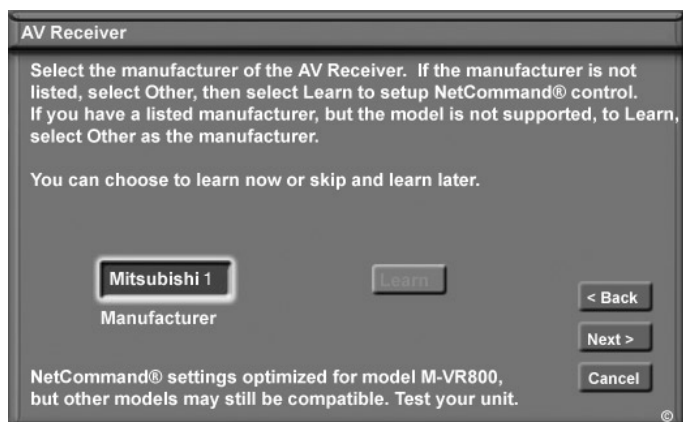 AV Receiver
Select the manufacturer of the AV Receiver. If the manufacturer is not
listed, select Other, then select Learn to setup NetCommand® control.
If you have a listed manufacturer, but the model is not supported, to Learn,
select Other as the manufacturer.
You can choose to learn now or skip and learn later.
Mitsubishi 1
Learn
Manufacturer
< Back
Next >
Cancel
NetCommand® settings optimized for model M-VR800,
but other models may still be compatible. Test your unit.
©